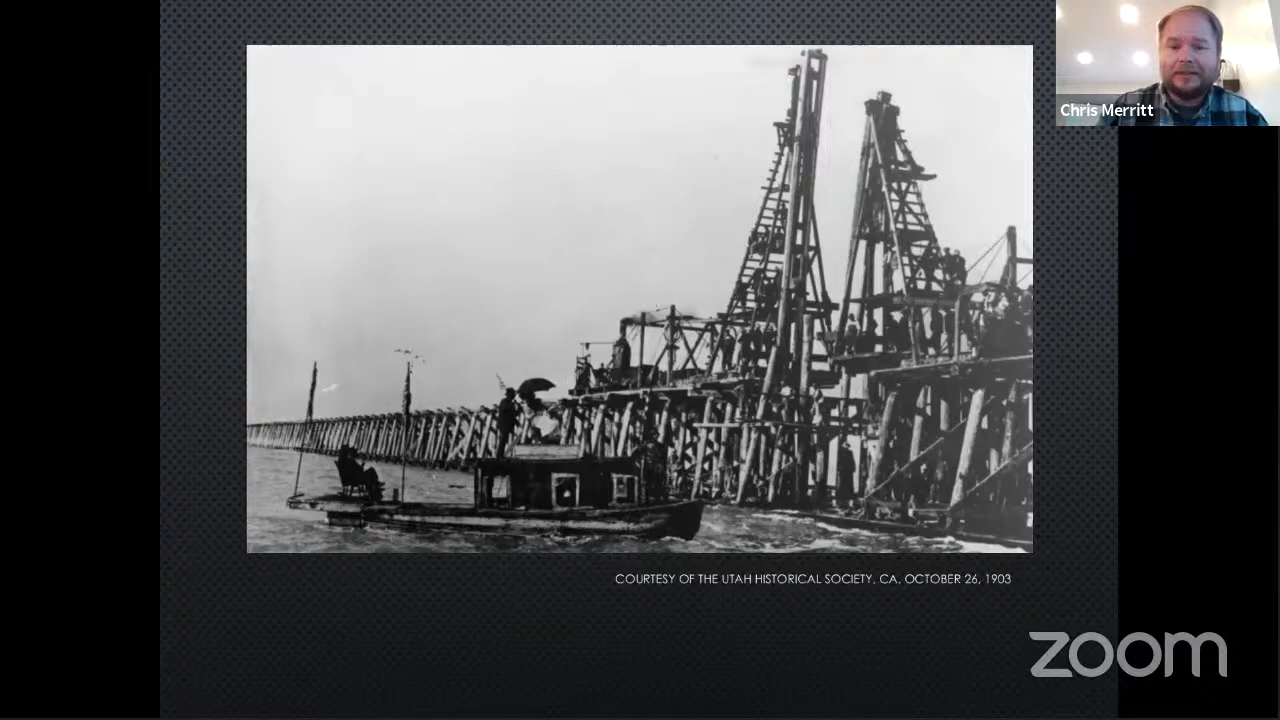 Chris Merritt
COURTESY OF THE UTAH HISTORICAL SOCIETY, CA, OCTOBER 26, 1903
zoom